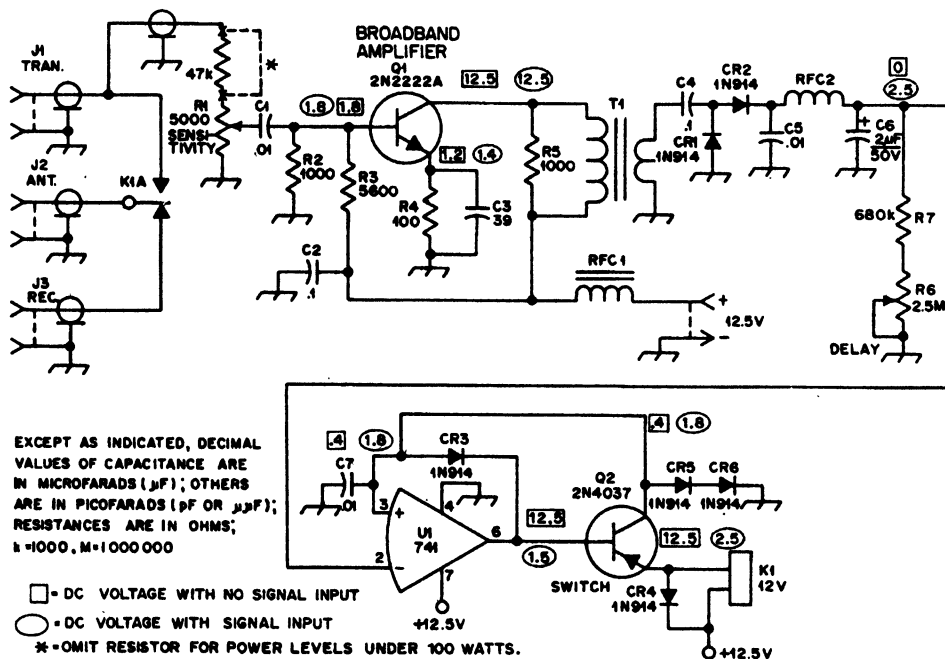 J1
TRAN.
47k
*
R1
5000
SENSI
TIVITY
C1
.01
J2
ANT.
K1A
J3
REC.
BROADBAND
AMPLIFIER
Q1
2N2222A
1.8
1.8
12.5
12.5
R2
1000
R3
5600
1.2
1.4
R4
100
C3
39
C2
.1
R5
1000
T1
RFC1
+
12.5V
-
C4
.1
CR2
1N914
CR1
1N914
C5
.01
RFC2
0
2.5
+
C6
2µF
50V
680k
R7
R6
2.5M
DELAY
EXCEPT AS INDICATED, DECIMAL
VALUES OF CAPACITANCE ARE
IN MICROFARADS (µF); OTHERS
ARE IN PICOFARADS (pF OR µµF);
RESISTANCES ARE IN OHMS;
k=1000, M=1000000
= DC VOLTAGE WITH NO SIGNAL INPUT
= DC VOLTAGE WITH SIGNAL INPUT
*=OMIT RESISTOR FOR POWER LEVELS UNDER 100 WATTS.
.4
1.8
C7
.01
CR3
1N914
3
+
4
U1
741
6
2
-
7
+12.5V
12.5
1.5
Q2
2N4037
SWITCH
.4
1.8
CR5
1N914
CR6
1N914
12.5
2.5
CR4
1N914
K1
12V
+12.5V